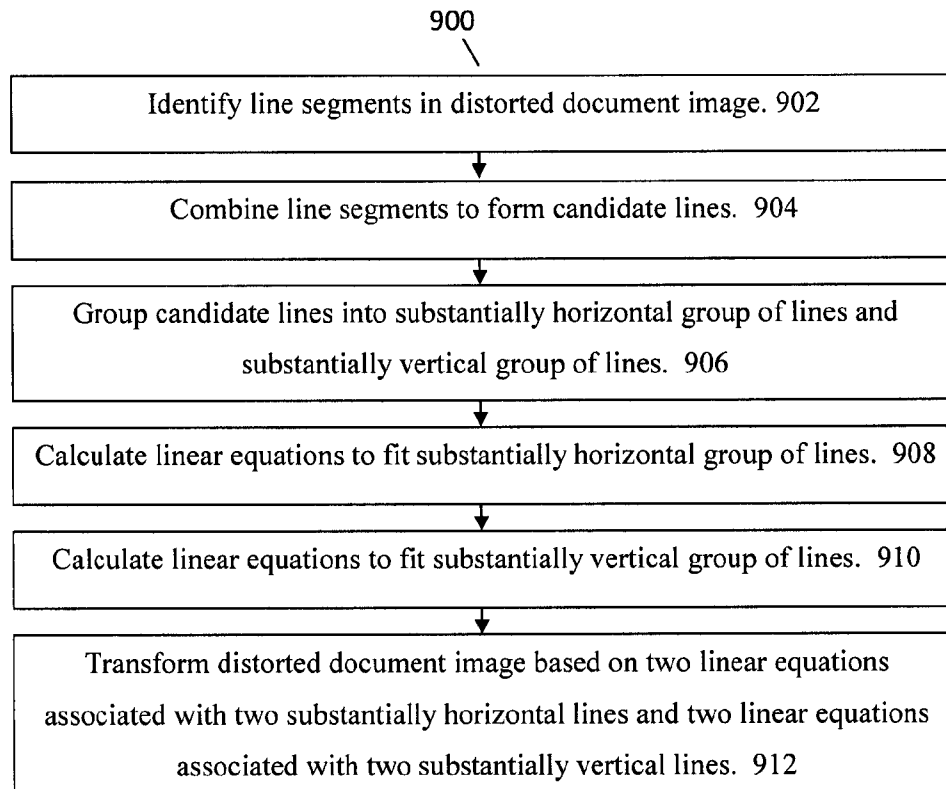 900
Identify line segments in distorted document image. 902
Combine line segments to form candidate lines. 904
Group candidate lines into substantially horizontal group of lines and
substantially vertical group of lines. 906
Calculate linear equations to fit substantially horizontal group of lines. 908
Calculate linear equations to fit substantially vertical group of lines. 910
Transform distorted document image based on two linear equations
associated with two substantially horizontal lines and two linear equations
associated with two substantially vertical lines. 912